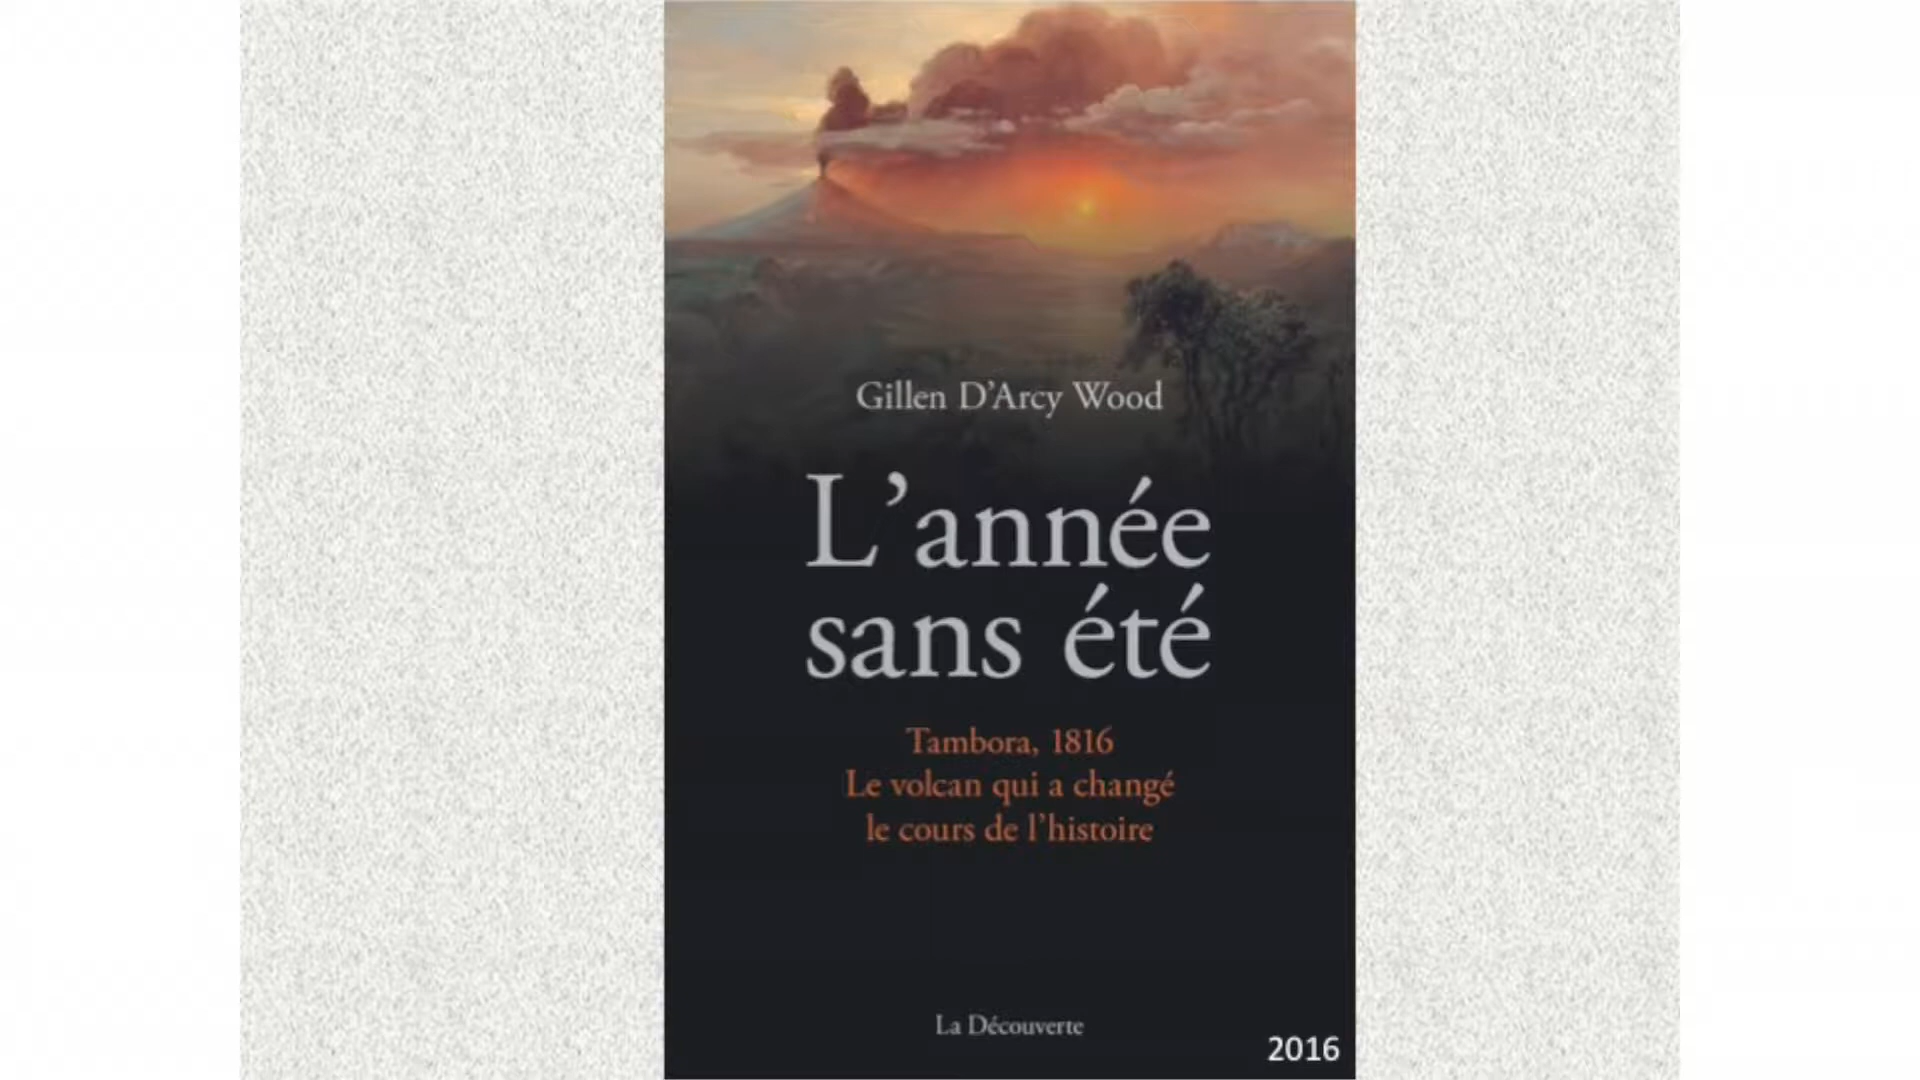 Gillen D’Arcy Wood
L’année
sans été
Tambora, 1816
Le volcan qui a changé
le cours de l’histoire
La Découverte
2016